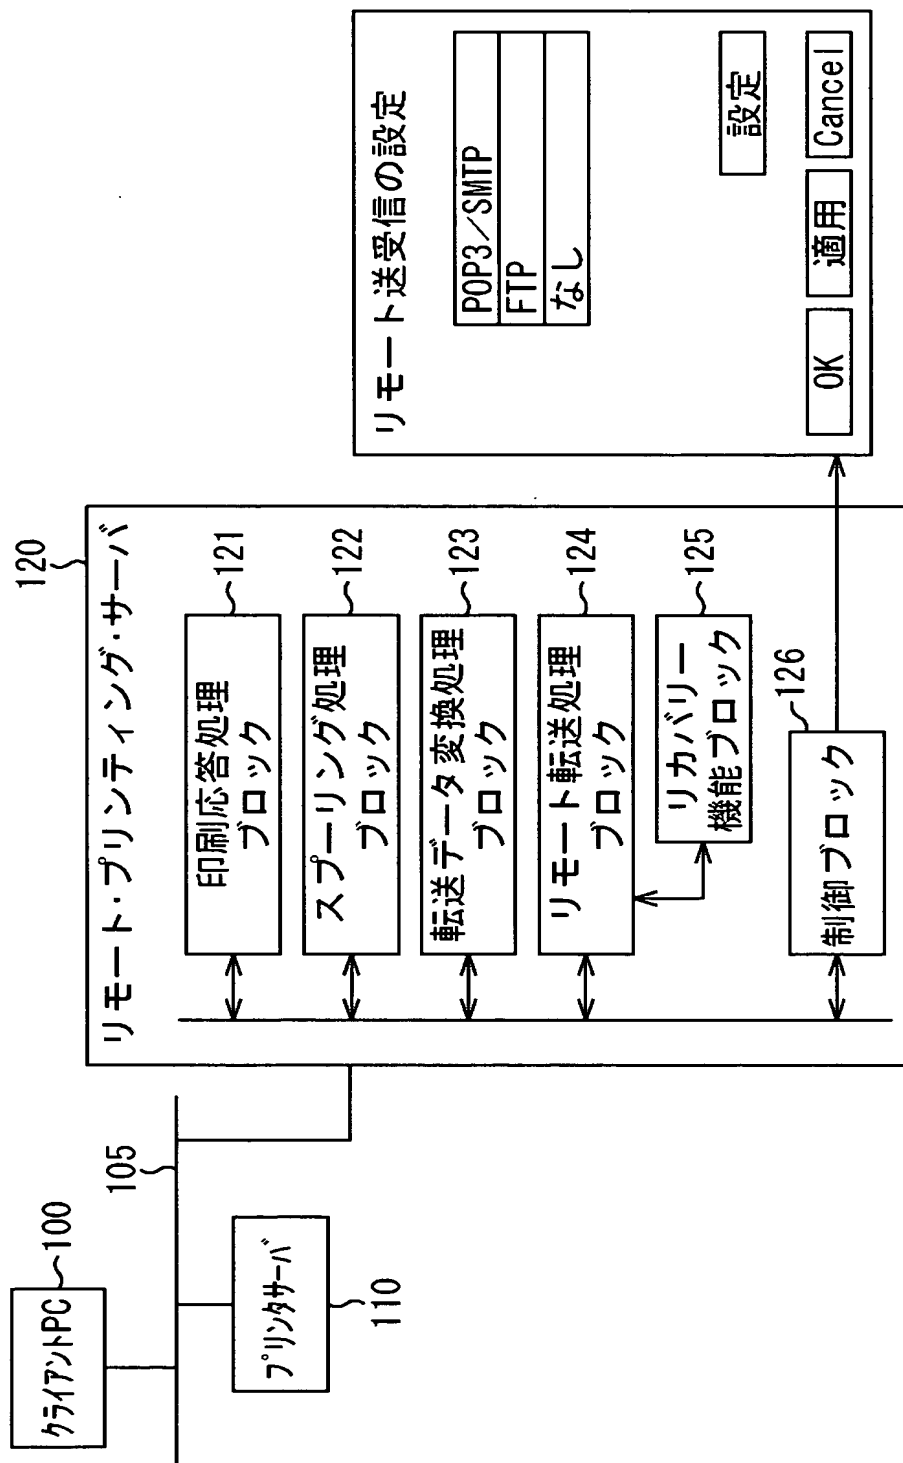 クライアントPC
100
105
プリンタサーバ
110
120
リモート・プリンティング・サーバ
印刷応答処理
ブロック
121
スプーリング処理
ブロック
122
転送データ変換処理
ブロック
123
リモート転送処理
ブロック
124
リカバリー
機能ブロック
125
制御ブロック
126
リモート送受信の設定
POP3/SMTP
FTP
なし
設定
OK
適用
Cancel